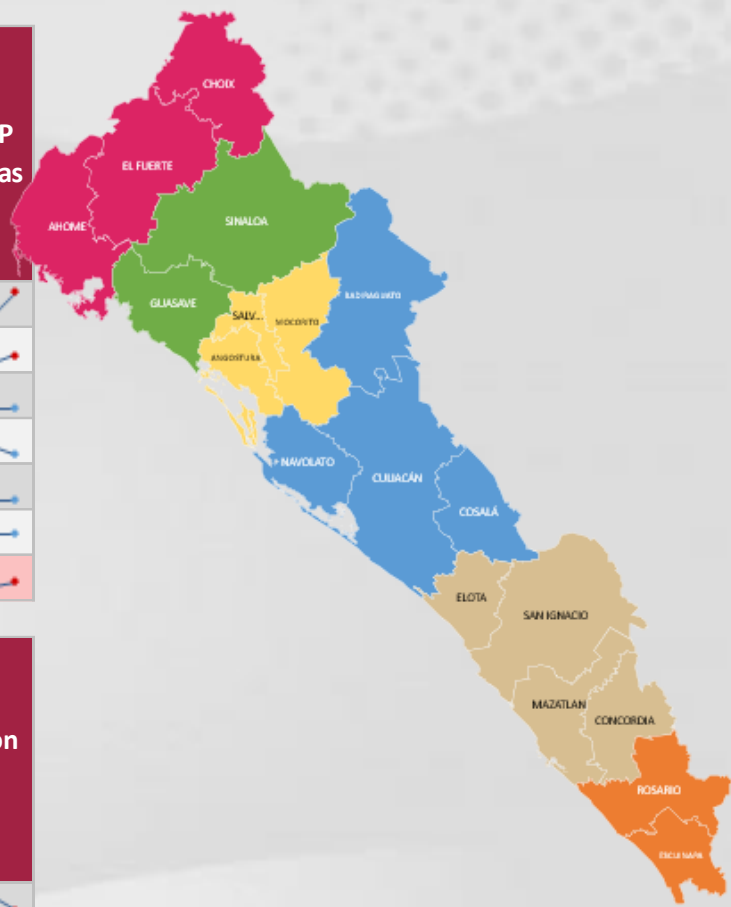 P
as
on
CHOIX
EL FUERTE
AHOME
SINALOA
GUASAVE
SALV...
MOCORITO
BADIRAGUATO
ANGOSTURA
NAVOLATO
CULIACÁN
COSALÁ
ELOTA
SAN IGNACIO
MAZATLAN
CONCORDIA
ROSARIO
ESCUINAPA